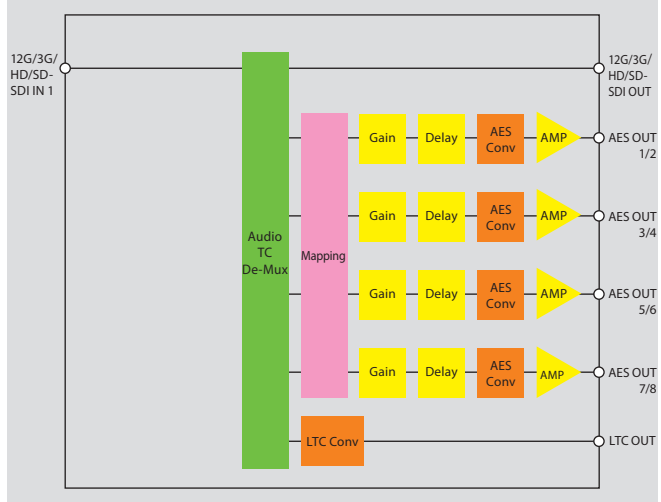 12G/3G/
HD/SD-
SDI IN 1
12G/3G/
HD/SD-
SDI OUT
Audio
TC
De-Mux
Mapping
Gain
Delay
AES
Conv
AMP
AES OUT
1/2
Gain
Delay
AES
Conv
AMP
AES OUT
3/4
Gain
Delay
AES
Conv
AMP
AES OUT
5/6
Gain
Delay
AES
Conv
AMP
AES OUT
7/8
LTC Conv
LTC OUT